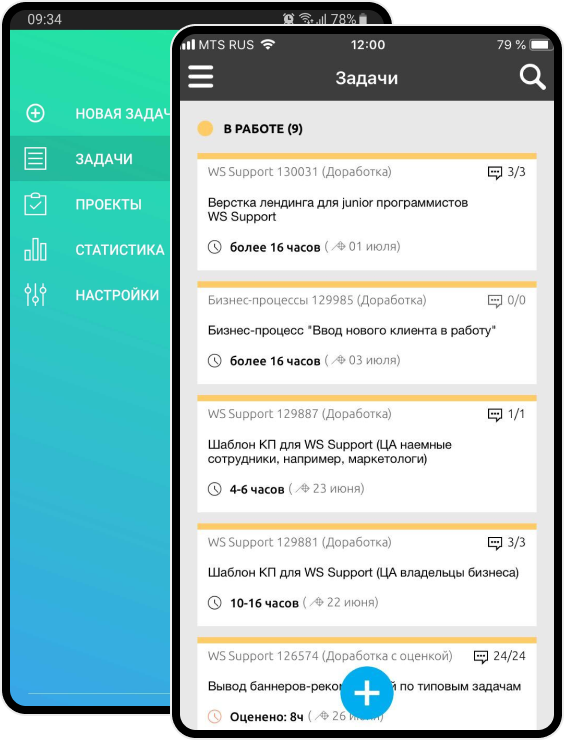 09:34
78%
НОВАЯ ЗАДАЧ
ЗАДАЧИ
ПРОЕКТЫ
СТАТИСТИКА
НАСТРОЙКИ
MTS RUS 12:00 79 %
Задачи
В РАБОТЕ (9)
WS Support 130031 (Доработка) 3/3
Верстка лендинга для junior программистов
WS Support
более 16 часов ( 01 июля)
Бизнес-процессы 129985 (Доработка) 0/0
Бизнес-процесс "Ввод нового клиента в работу"
более 16 часов ( 03 июля)
WS Support 129887 (Доработка) 1/1
Шаблон КП для WS Support (ЦА наемные
сотрудники, например, маркетологи)
4-6 часов ( 23 июня)
WS Support 129881 (Доработка) 3/3
Шаблон КП для WS Support (ЦА владельцы бизнеса)
10-16 часов ( 22 июня)
WS Support 126574 (Доработка с оценкой) 24/24
Вывод баннеров-реко й по типовым задачам
Оценено: 8ч ( 26 июля)